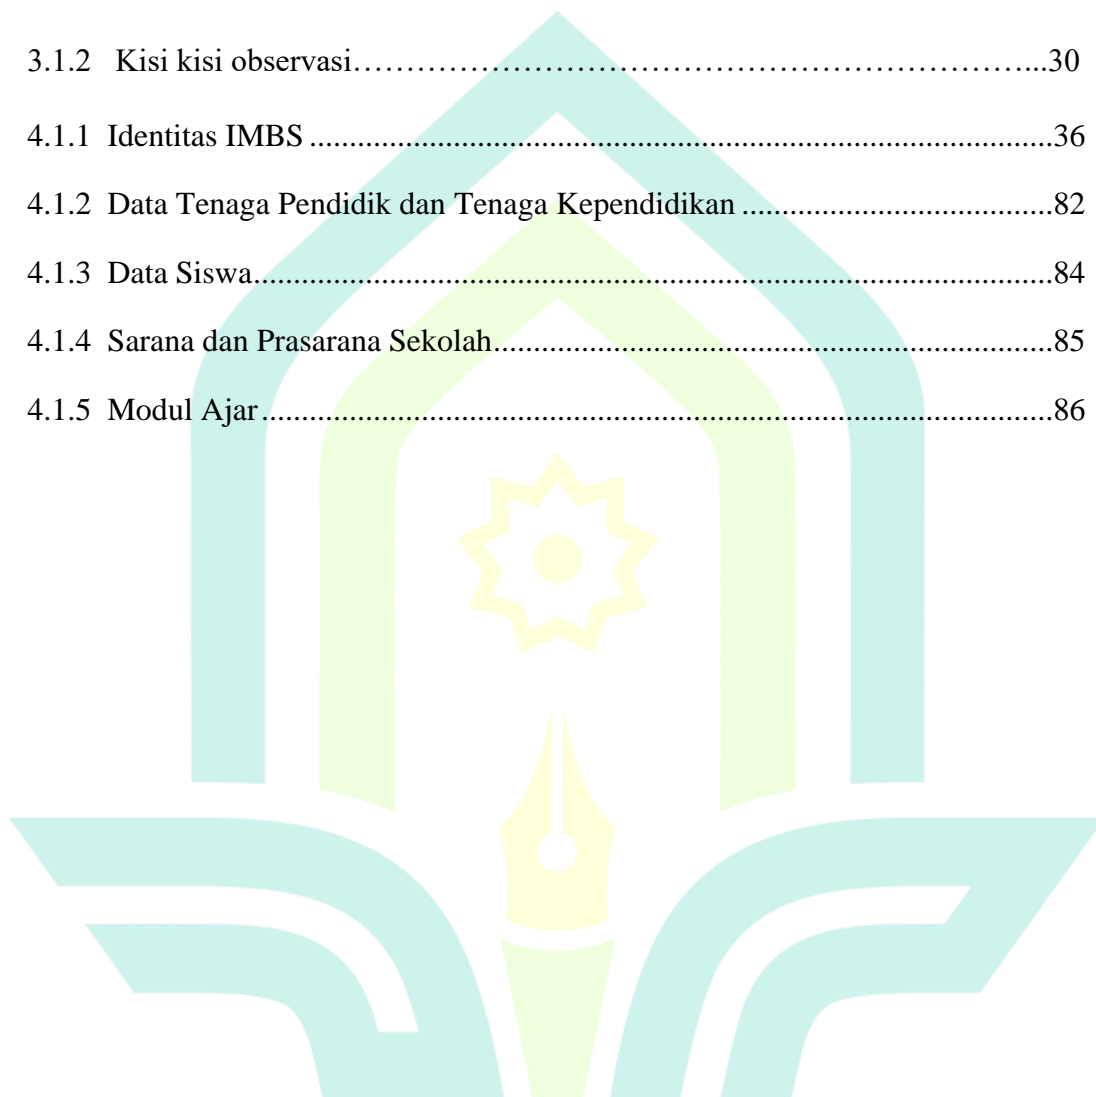 3.1.2 Kisi kisi observasi…………………………………………………………...30
4.1.1 Identitas IMBS ............................................................................................36
4.1.2 Data Tenaga Pendidik dan Tenaga Kependidikan ......................................82
4.1.3 Data Siswa...................................................................................................84
4.1.4 Sarana dan Prasarana Sekolah.....................................................................85
4.1.5 Modul Ajar..................................................................................................86